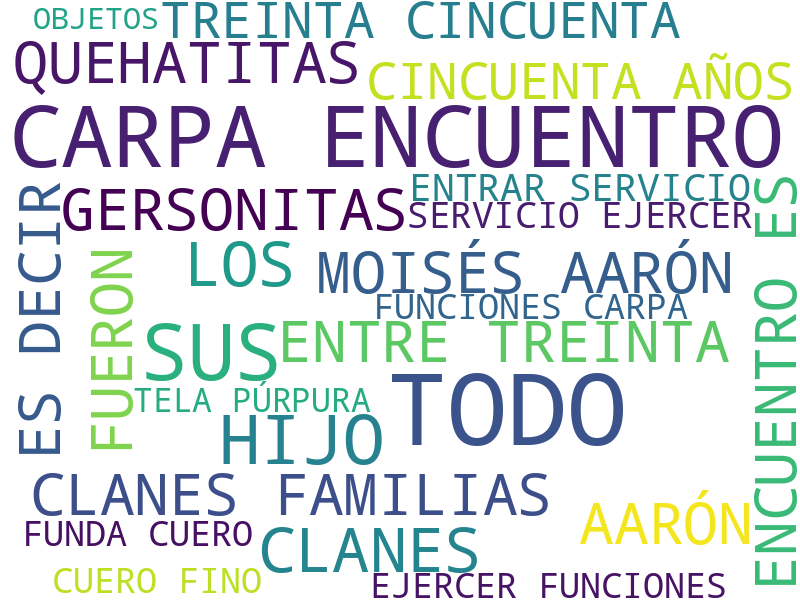 OBJETOS
TREINTA CINCUENTA
QUEHATITAS
CINCUENTA AÑOS
CARPA ENCUENTRO
ENTRAR SERVICIO
GERSONITAS
SERVICIO EJERCER
ES DECIR
FUERON
LOS
MOISÉS AARÓN
FUNCIONES CARPA
SUS
ENTRE TREINTA
ENCUENTRO ES
TODO
TELA PÚRPURA
HIJO
CLANES FAMILIAS
AARÓN
FUNDA CUERO
CLANES
CUERO FINO
EJERCER FUNCIONES